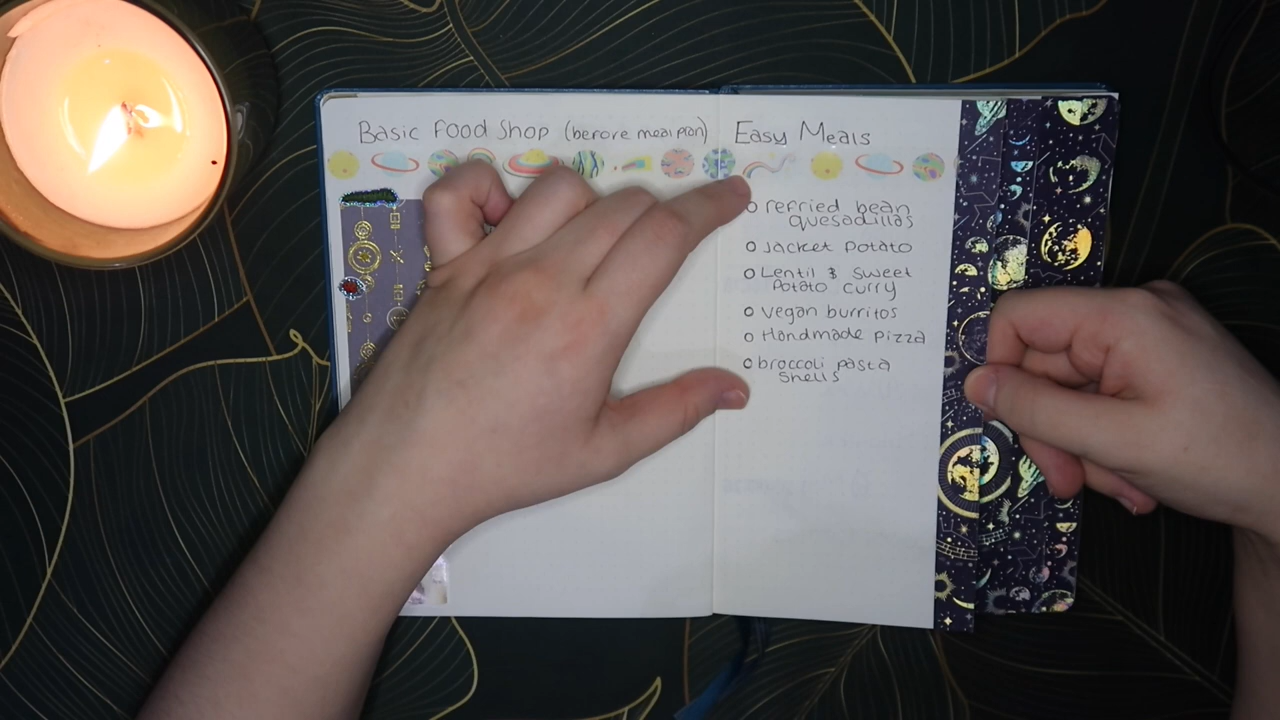 Basic Food Shop (before meal plan)
Easy Meals
refried bean
quesadillas
Jacket Potato
Lentil & Sweet
Potato curry
Vegan burritos
Handmade Pizza
broccoli pasta
Shells